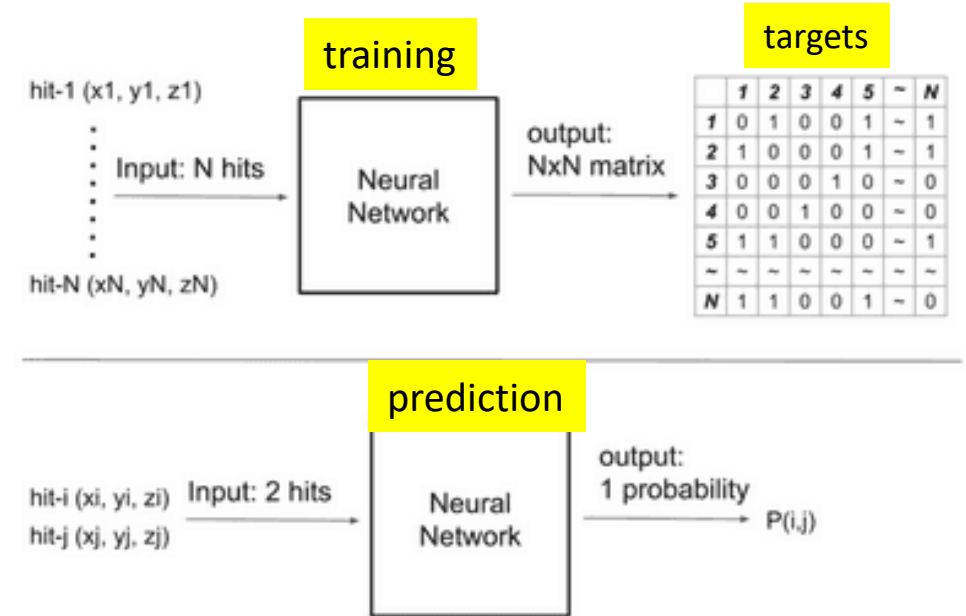 training
targets
hit-1 (x1, y1, z1)
Input: N hits
hit-N (xN, yN, zN)
Neural
Network
output:
NxN matrix
1 2 3 4 5 ~ N
1 0 1 0 0 1 ~ 1
2 1 0 0 0 1 ~ 1
3 0 0 0 1 0 ~ 0
4 0 0 1 0 0 ~ 0
5 1 1 0 0 0 ~ 1
~ ~ ~ ~ ~ ~ ~ ~
N 1 1 0 0 1 ~ 0
prediction
hit-i (xi, yi, zi)
hit-j (xj, yj, zj)
Input: 2 hits
Neural
Network
output:
1 probability
P(i,j)